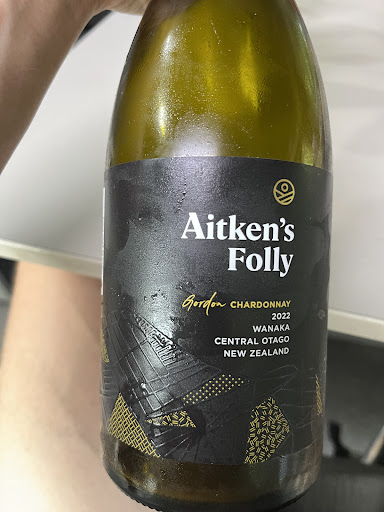 Aitken's
Folly
Gordon CHARDONNAY
2022
WANAKA
CENTRAL OTAGO
NEW ZEALAND